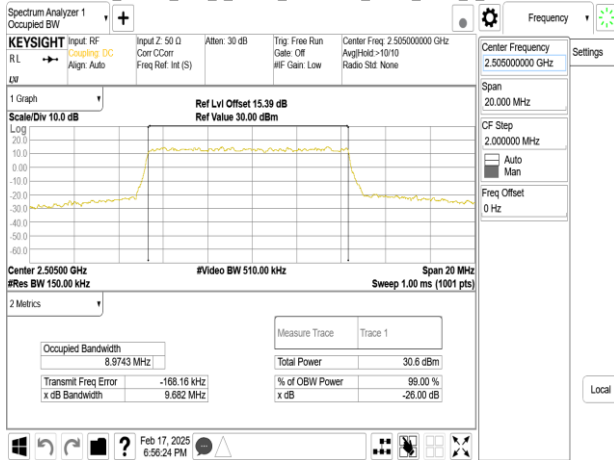 Spectrum Analyzer 1
Occupied BW
Frequency
KEYSIGHT
Input: RF
Coupling: DC
Align: Auto
Input Z: 50 Ω
Corr CCorr
Freq Ref: Int (S)
Atten: 30 dB
Trig: Free Run
Gate: Off
#IF Gain: Low
Center Freq: 2.505000000 GHz
Avg|Hold:>10/10
Radio Std: None
RL
LXI
Center Frequency
2.505000000 GHz
Settings
Span
20.000 MHz
CF Step
2.000000 MHz
Auto
Man
Freq Offset
0 Hz
Local
1 Graph
Scale/Div 10.0 dB
Ref Lvl Offset 15.39 dB
Ref Value 30.00 dBm
Log
20.0
10.0
0.00
-10.0
-20.0
-30.0
-40.0
-50.0
-60.0
Center 2.50500 GHz
#Video BW 510.00 kHz
Span 20 MHz
#Res BW 150.00 kHz
Sweep 1.00 ms (1001 pts)
2 Metrics
Measure Trace
Trace 1
Occupied Bandwidth
8.9743 MHz
Total Power
30.6 dBm
Transmit Freq Error
-168.16 kHz
% of OBW Power
99.00 %
x dB Bandwidth
9.682 MHz
x dB
-26.00 dB
?
Feb 17, 2025
6:56:24 PM